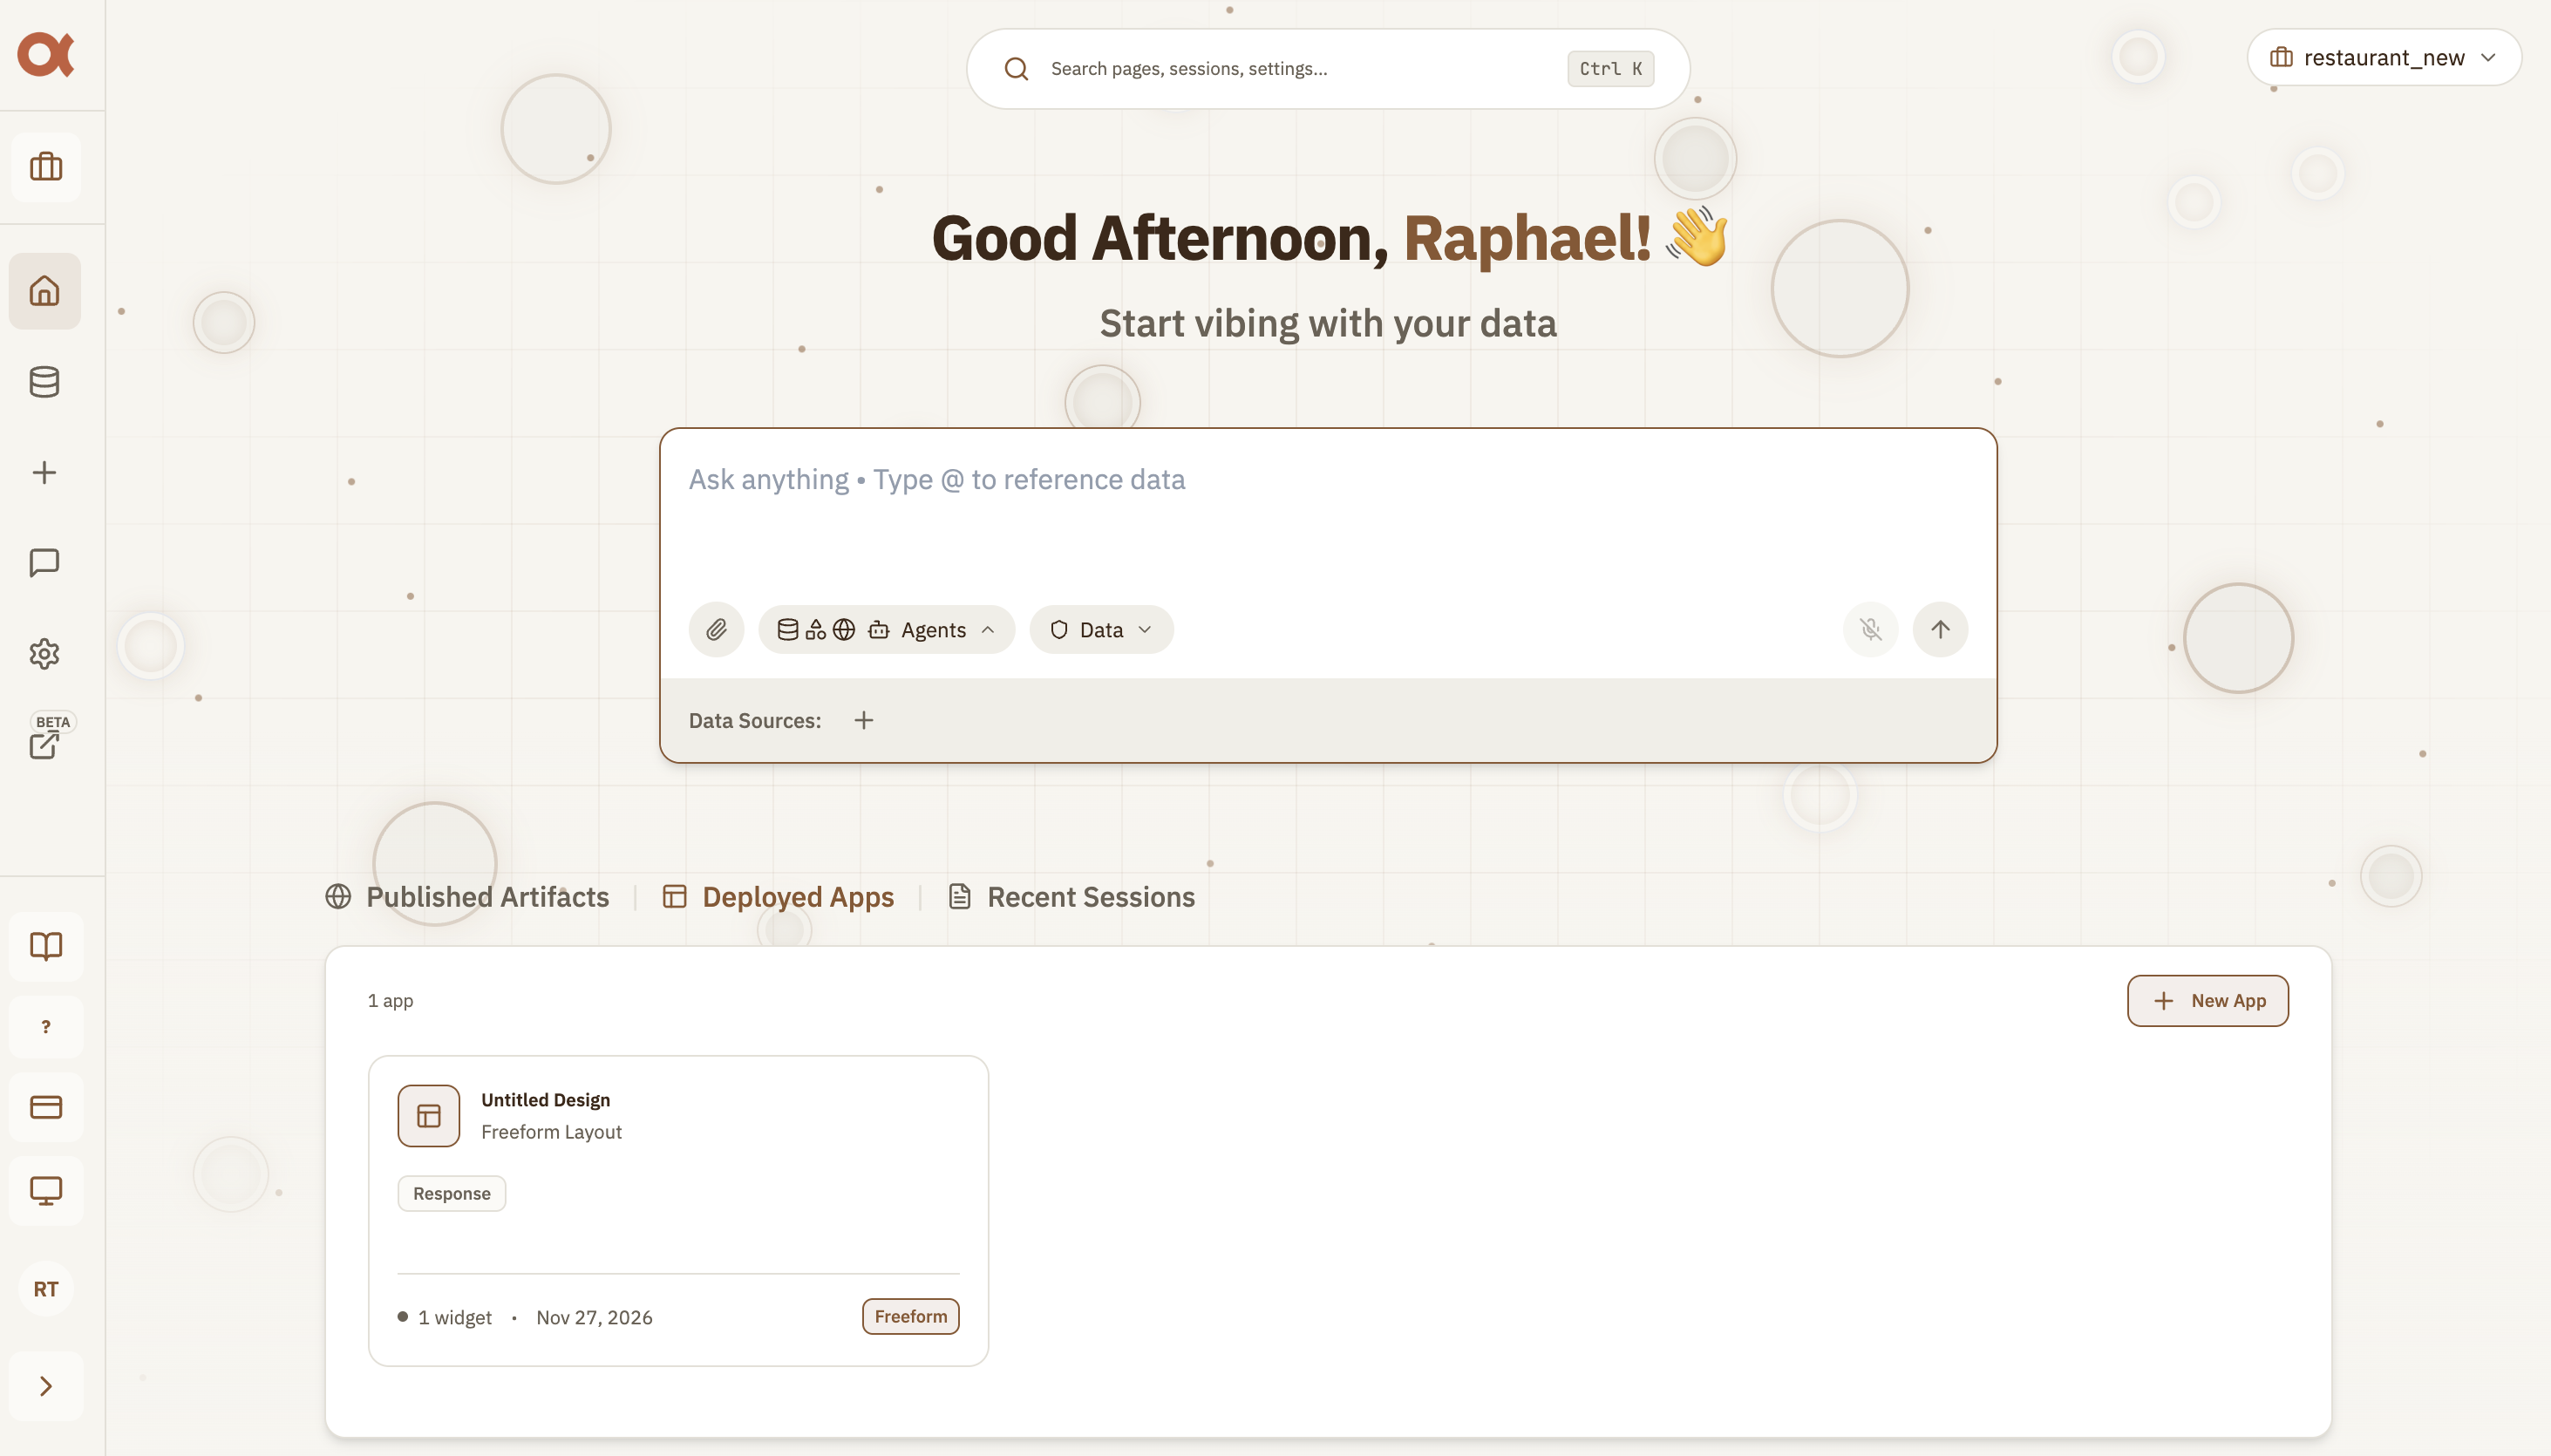 Search pages, sessions, settings...
Ctrl K
restaurant_new
Good Afternoon, Raphael! 👋
Start vibing with your data
Ask anything • Type @ to reference data
Agents
Data
Data Sources:
BETA
Published Artifacts
Deployed Apps
Recent Sessions
1 app
New App
Untitled Design
Freeform Layout
Response
1 widget • Nov 27, 2026
Freeform
?
RT